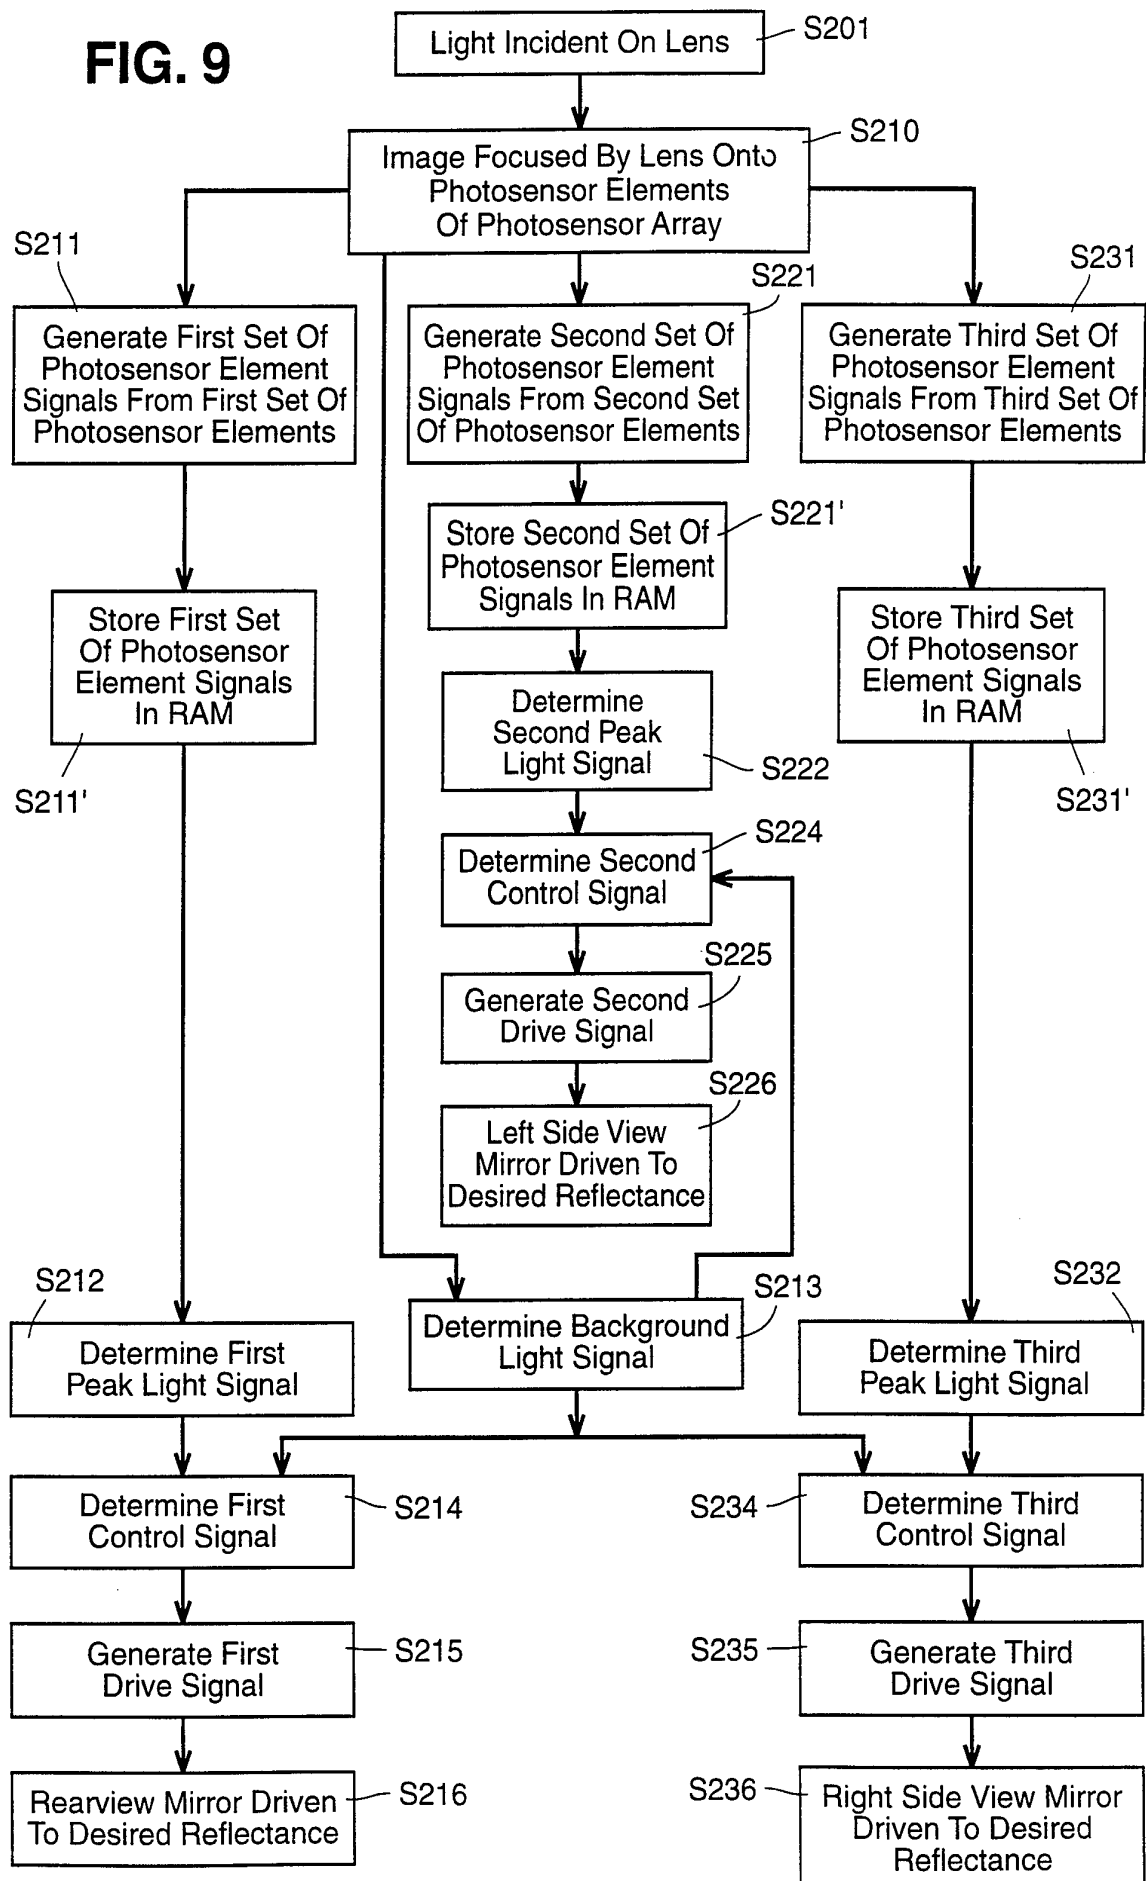 FIG. 9
Light Incident On Lens
S201
Image Focused By Lens Onto
Photosensor Elements
Of Photosensor Array
S210
S211
Generate First Set Of
Photosensor Element
Signals From First Set Of
Photosensor Elements
S221
Generate Second Set Of
Photosensor Element
Signals From Second Set
Of Photosensor Elements
S231
Generate Third Set Of
Photosensor Element
Signals From Third Set Of
Photosensor Elements
Store First Set
Of Photosensor
Element Signals
In RAM
S211'
Store Second Set Of
Photosensor Element
Signals In RAM
S221'
Store Third Set
Of Photosensor
Element Signals
In RAM
S231'
Determine
Second Peak
Light Signal
S222
Determine Second
Control Signal
S224
Generate Second
Drive Signal
S225
Left Side View
Mirror Driven To
Desired Reflectance
S226
S212
Determine First
Peak Light Signal
S213
Determine Background
Light Signal
S232
Determine Third
Peak Light Signal
Determine First
Control Signal
S214
S234
Determine Third
Control Signal
Generate First
Drive Signal
S215
S235
Generate Third
Drive Signal
Rearview Mirror Driven
To Desired Reflectance
S216
S236
Right Side View Mirror
Driven To Desired
Reflectance